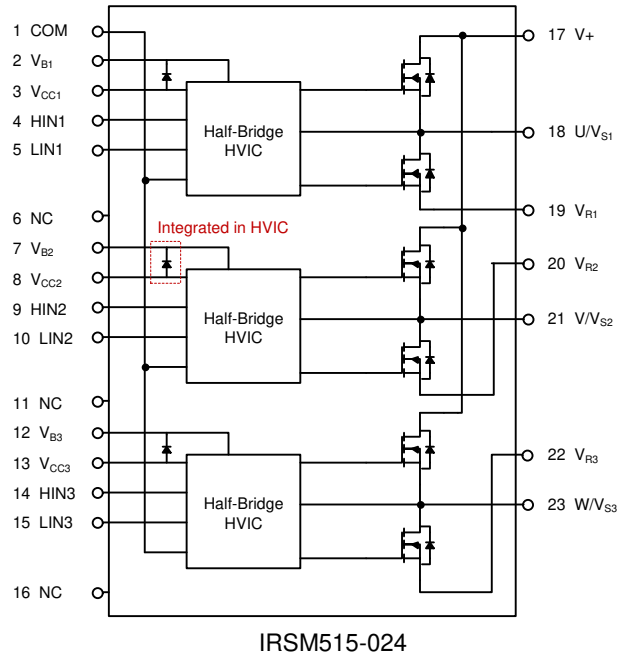 1 COM
2 VB1
3 VCC1
4 HIN1
5 LIN1
6 NC
7 VB2
8 VCC2
9 HIN2
10 LIN2
11 NC
12 VB3
13 VCC3
14 HIN3
15 LIN3
16 NC
Half-Bridge
HVIC
Integrated in HVIC
Half-Bridge
HVIC
Half-Bridge
HVIC
17 V+
18 U/VS1
19 VR1
20 VR2
21 V/VS2
22 VR3
23 W/VS3
IRSM515-024